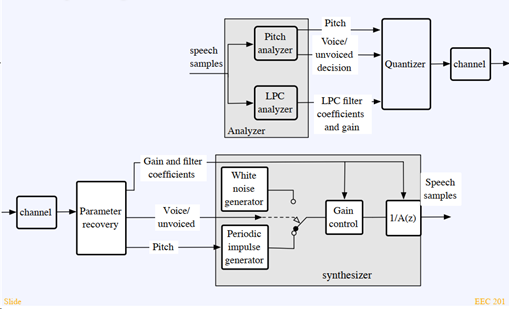 Pitch
Pitch
analyzer
Voice/
unvoiced
decision
speech
samples
Quantizer
channel
LPC
analyzer
LPC filter
coefficients
and gain
Analyzer
Gain and filter
coefficients
White
noise
generator
Speech
samples
channel
Parameter
recovery
Voice/
unvoiced
Gain
control
1/A(z)
Pitch
Periodic
impulse
generator
synthesizer
Slide
EEC 201